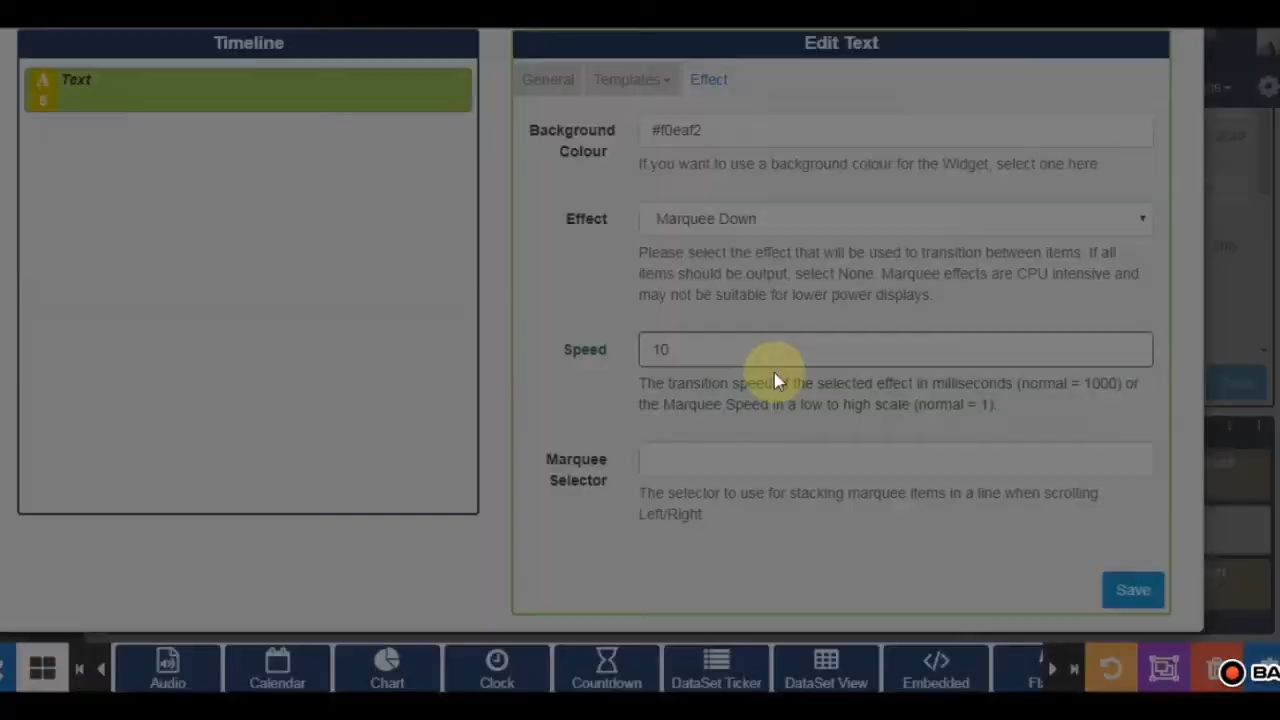 Timeline
Edit Text
A
Text
General
Templates
Effect
Background
Colour
#f0eaf2
If you want to use a background colour for the Widget, select one here
Effect
Marquee Down
Please select the effect that will be used to transition between items. If all
items should be output, select None. Marquee effects are CPU intensive and
may not be suitable for lower power displays.
Speed
10
The transition speed of the selected effect in milliseconds (normal = 1000) or
the Marquee Speed in a low to high scale (normal = 1).
Marquee
Selector
The selector to use for stacking marquee items in a line when scrolling
Left/Right
Save
Audio
Calendar
Chart
Clock
Countdown
DataSet Ticker
DataSet View
Embedded
BA